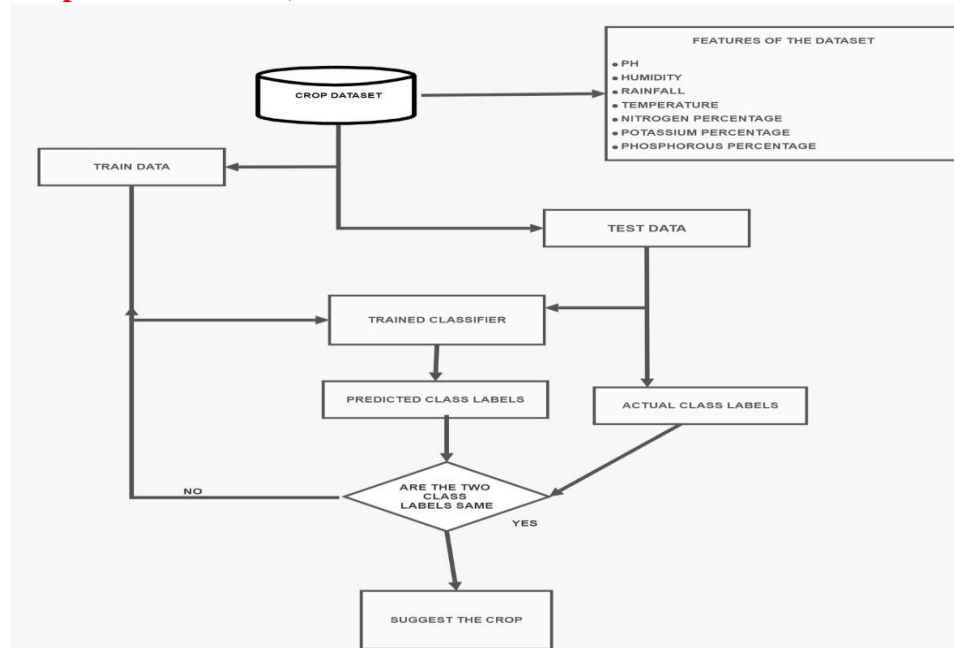 FEATURES OF THE DATASET
• PH
• HUMIDITY
• RAINFALL
• TEMPERATURE
• NITROGEN PERCENTAGE
• POTASSIUM PERCENTAGE
• PHOSPHOROUS PERCENTAGE
CROP DATASET
TRAIN DATA
TEST DATA
TRAINED CLASSIFIER
PREDICTED CLASS LABELS
ACTUAL CLASS LABELS
ARE THE TWO
CLASS
LABELS SAME
NO
YES
SUGGEST THE CROP